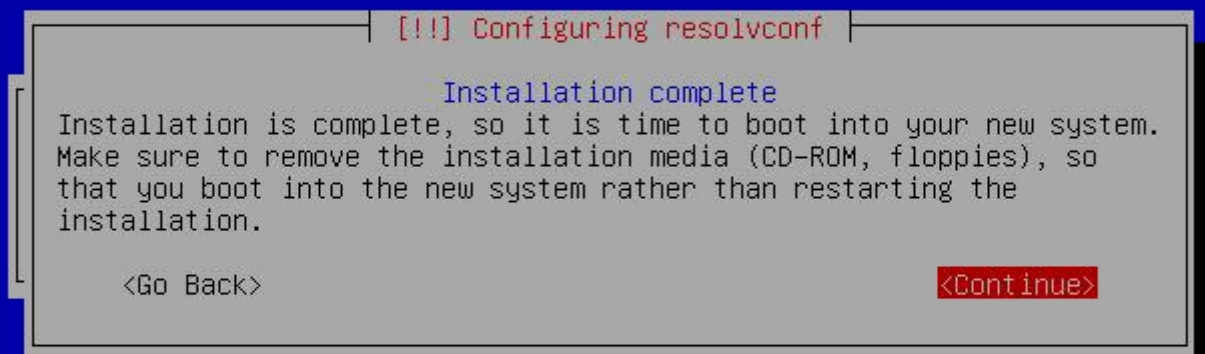 [!!] Configuring resolvconf
Installation complete
Installation is complete, so it is time to boot into your new system.
Make sure to remove the installation media (CD-ROM, floppies), so
that you boot into the new system rather than restarting the
installation.
<Go Back> <Continue>